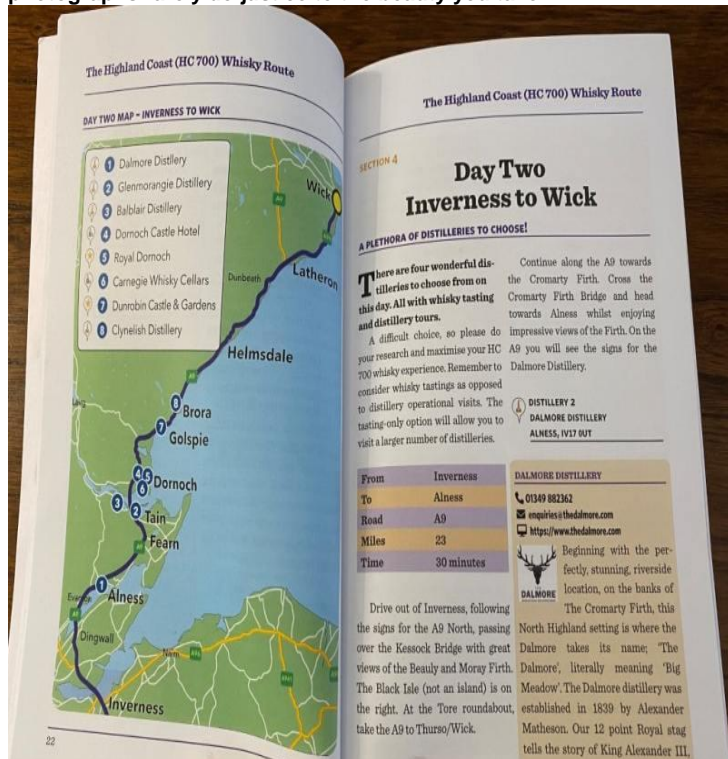 The Highland Coast (HC 700) Whisky Route
DAY TWO MAP – INVERNESS TO WICK
1 Dalmore Distllery
2 Glenmorangie Distillery
3 Balblair Distillery
4 Dornoch Castle Hotel
5 Royal Dornoch
6 Carnegie Whisky Cellars
7 Dunrobin Castle & Gardens
8 Clynelish Distillery
Wick
Latheron
Dunbeath
Helmsdale
8 Brora
7 Golspie
4 5 Dornoch
6
3 2
Tain
Fearn
1 Alness
Dingwall
Nairn
Inverness
22
The Highland Coast (HC 700) Whisky Route
SECTION 4
Day Two
Inverness to Wick
A PLETHORA OF DISTILLERIES TO CHOOSE!
There are four wonderful dis-
tilleries to choose from on
this day. All with whisky tasting
and distillery tours.
A difficult choice, so please do
your research and maximise your HC
700 whisky experience. Remember to
consider whisky tastings as opposed
to distillery operational visits. The
tasting-only option will allow you to
visit a larger number of distilleries.
From Inverness
To Alness
Road A9
Miles 23
Time 30 minutes
Drive out of Inverness, following
the signs for the A9 North, passing
over the Kessock Bridge with great
views of the Beauly and Moray Firth.
The Black Isle (not an island) is on
the right. At the Tore roundabout,
take the A9 to Thurso/Wick.
Continue along the A9 towards
the Cromarty Firth. Cross the
Cromarty Firth Bridge and head
towards Alness whilst enjoying
impressive views of the Firth. On the
A9 you will see the signs for the
Dalmore Distillery.
DISTILLERY 2
DALMORE DISTILLERY
ALNESS, IV17 0UT
DALMORE DISTILLERY
01349 882362
enquiries@thedalmore.com
https://www.thedalmore.com
DALMORE
Beginning with the per-
fectly, stunning, riverside
location, on the banks of
The Cromarty Firth, this
North Highland setting is where the
Dalmore takes its name; 'The
Dalmore', literally meaning 'Big
Meadow'. The Dalmore distillery was
established in 1839 by Alexander
Matheson. Our 12 point Royal stag
tells the story of King Alexander III,